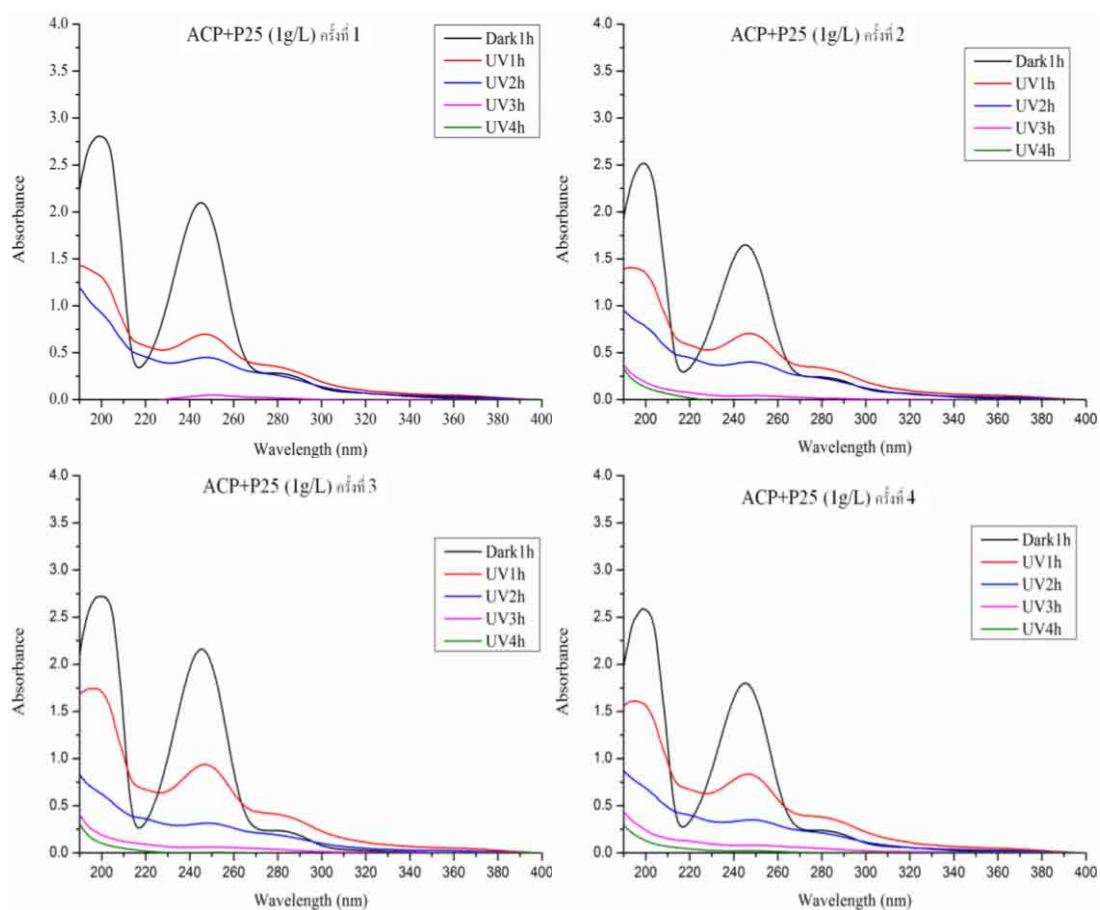 ACP+P25 (1g/L) ครั้งที่ 1
Dark1h
UV1h
UV2h
UV3h
UV4h
Absorbance
4.0
3.5
3.0
2.5
2.0
1.5
1.0
0.5
0.0
200 220 240 260 280 300 320 340 360 380 400
Wavelength (nm)
ACP+P25 (1g/L) ครั้งที่ 2
Dark1h
UV1h
UV2h
UV3h
UV4h
Absorbance
4.0
3.5
3.0
2.5
2.0
1.5
1.0
0.5
0.0
200 220 240 260 280 300 320 340 360 380 400
Wavelength (nm)
ACP+P25 (1g/L) ครั้งที่ 3
Dark1h
UV1h
UV2h
UV3h
UV4h
Absorbance
4.0
3.5
3.0
2.5
2.0
1.5
1.0
0.5
0.0
200 220 240 260 280 300 320 340 360 380 400
Wavelength (nm)
ACP+P25 (1g/L) ครั้งที่ 4
Dark1h
UV1h
UV2h
UV3h
UV4h
Absorbance
4.0
3.5
3.0
2.5
2.0
1.5
1.0
0.5
0.0
200 220 240 260 280 300 320 340 360 380 400
Wavelength (nm)